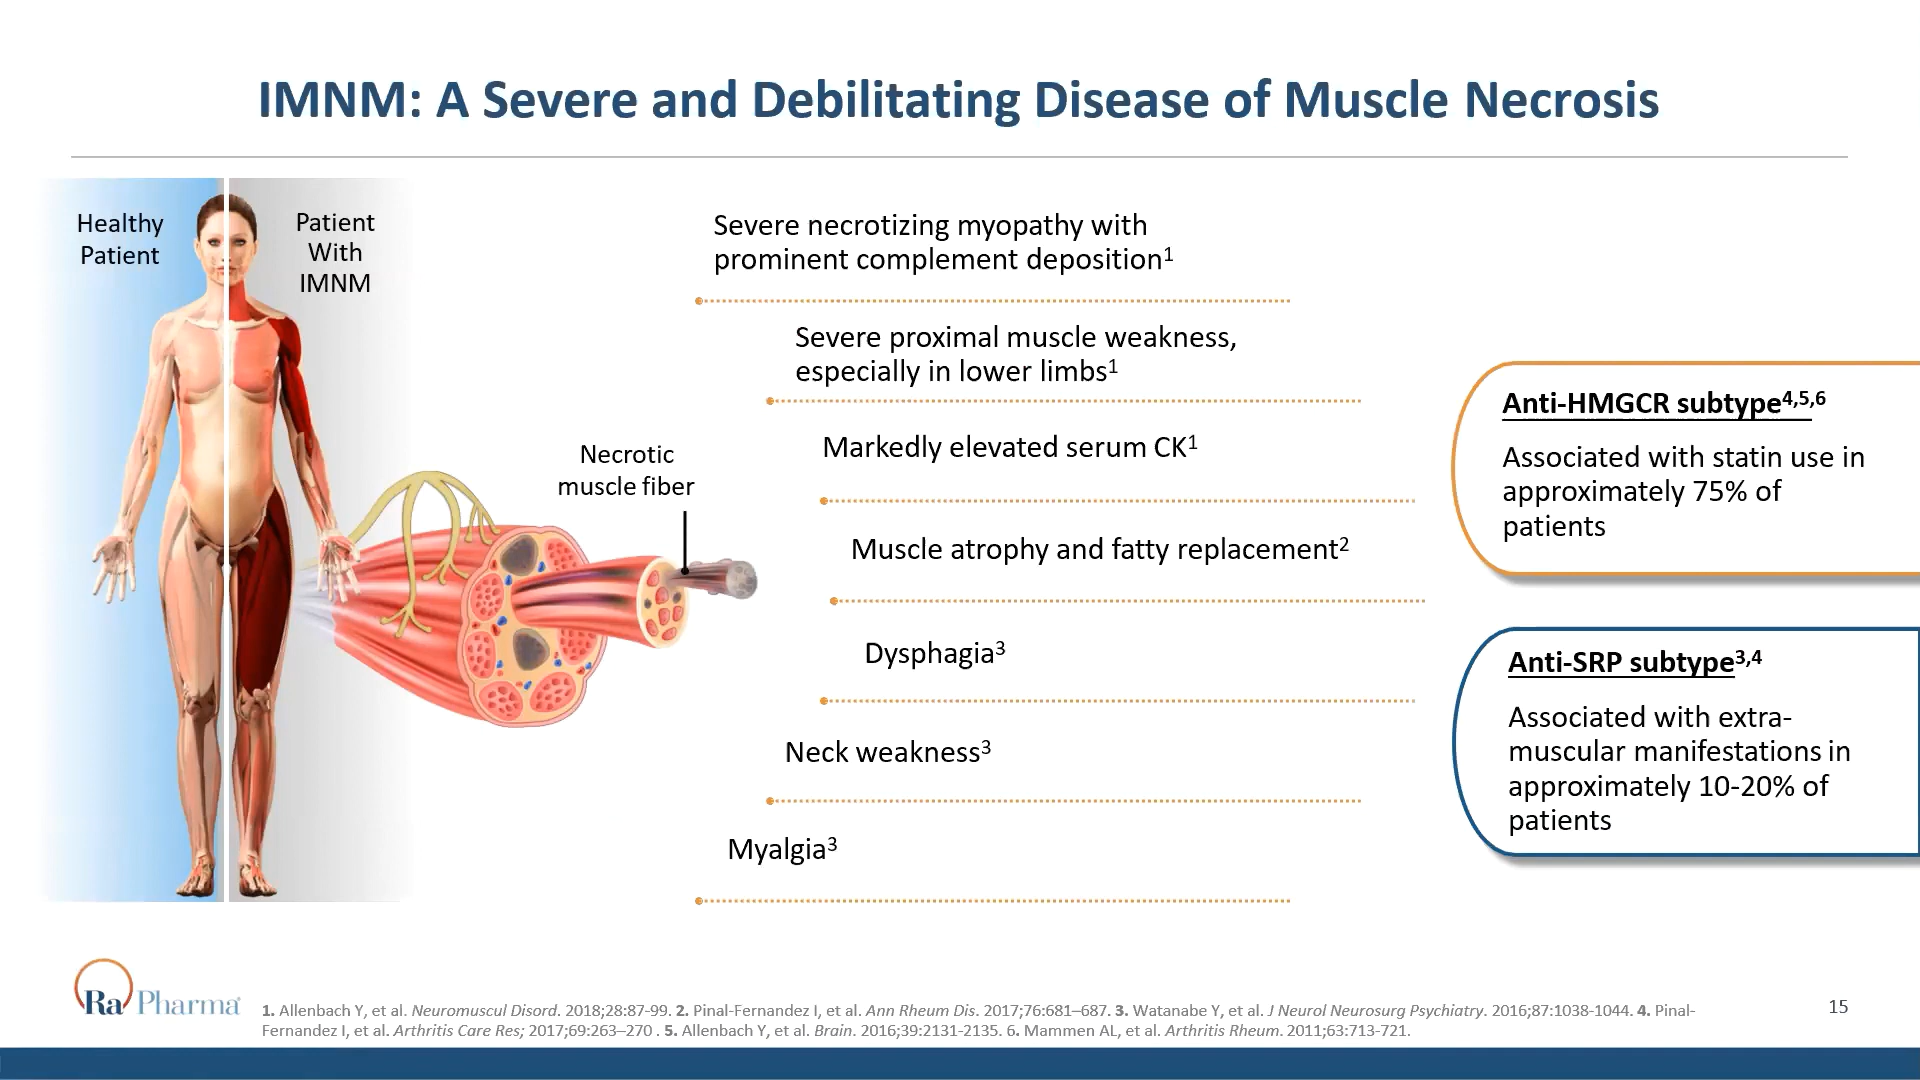 IMNM: A Severe and Debilitating Disease of Muscle Necrosis
Healthy
Patient
Patient
With
IMNM
Necrotic
muscle fiber
Severe necrotizing myopathy with
prominent complement deposition1
Severe proximal muscle weakness,
especially in lower limbs1
Markedly elevated serum CK1
Muscle atrophy and fatty replacement2
Dysphagia3
Neck weakness3
Myalgia3
Anti-HMGCR subtype4,5,6
Associated with statin use in
approximately 75% of
patients
Anti-SRP subtype3,4
Associated with extra-
muscular manifestations in
approximately 10-20% of
patients
Ra Pharma
1. Allenbach Y, et al. Neuromuscul Disord. 2018;28:87-99. 2. Pinal-Fernandez I, et al. Ann Rheum Dis. 2017;76:681–687. 3. Watanabe Y, et al. J Neurol Neurosurg Psychiatry. 2016;87:1038-1044. 4. Pinal-
Fernandez I, et al. Arthritis Care Res; 2017;69:263–270 . 5. Allenbach Y, et al. Brain. 2016;39:2131-2135. 6. Mammen AL, et al. Arthritis Rheum. 2011;63:713-721.
15